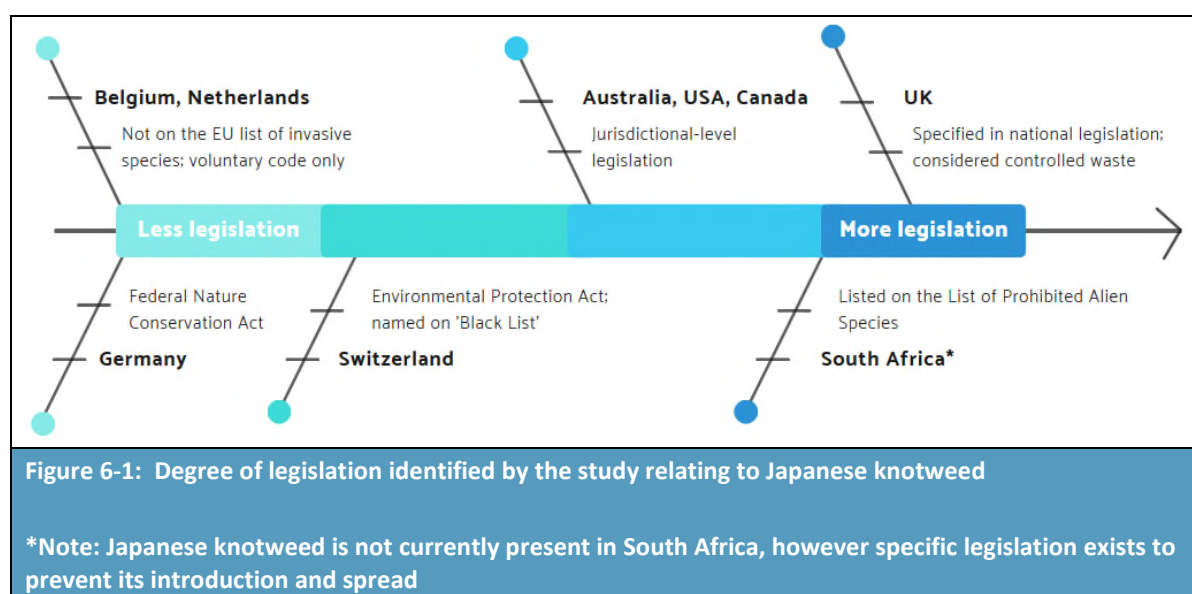 Belgium, Netherlands
Not on the EU list of invasive
species; voluntary code only
Australia, USA, Canada
Jurisdictional-level
legislation
UK
Specified in national legislation;
considered controlled waste
Less legislation
More legislation
Federal Nature
Conservation Act
Germany
Environmental Protection Act;
named on 'Black List'
Switzerland
Listed on the List of Prohibited Alien
Species
South Africa*
Figure 6-1: Degree of legislation identified by the study relating to Japanese knotweed
*Note: Japanese knotweed is not currently present in South Africa, however specific legislation exists to
prevent its introduction and spread